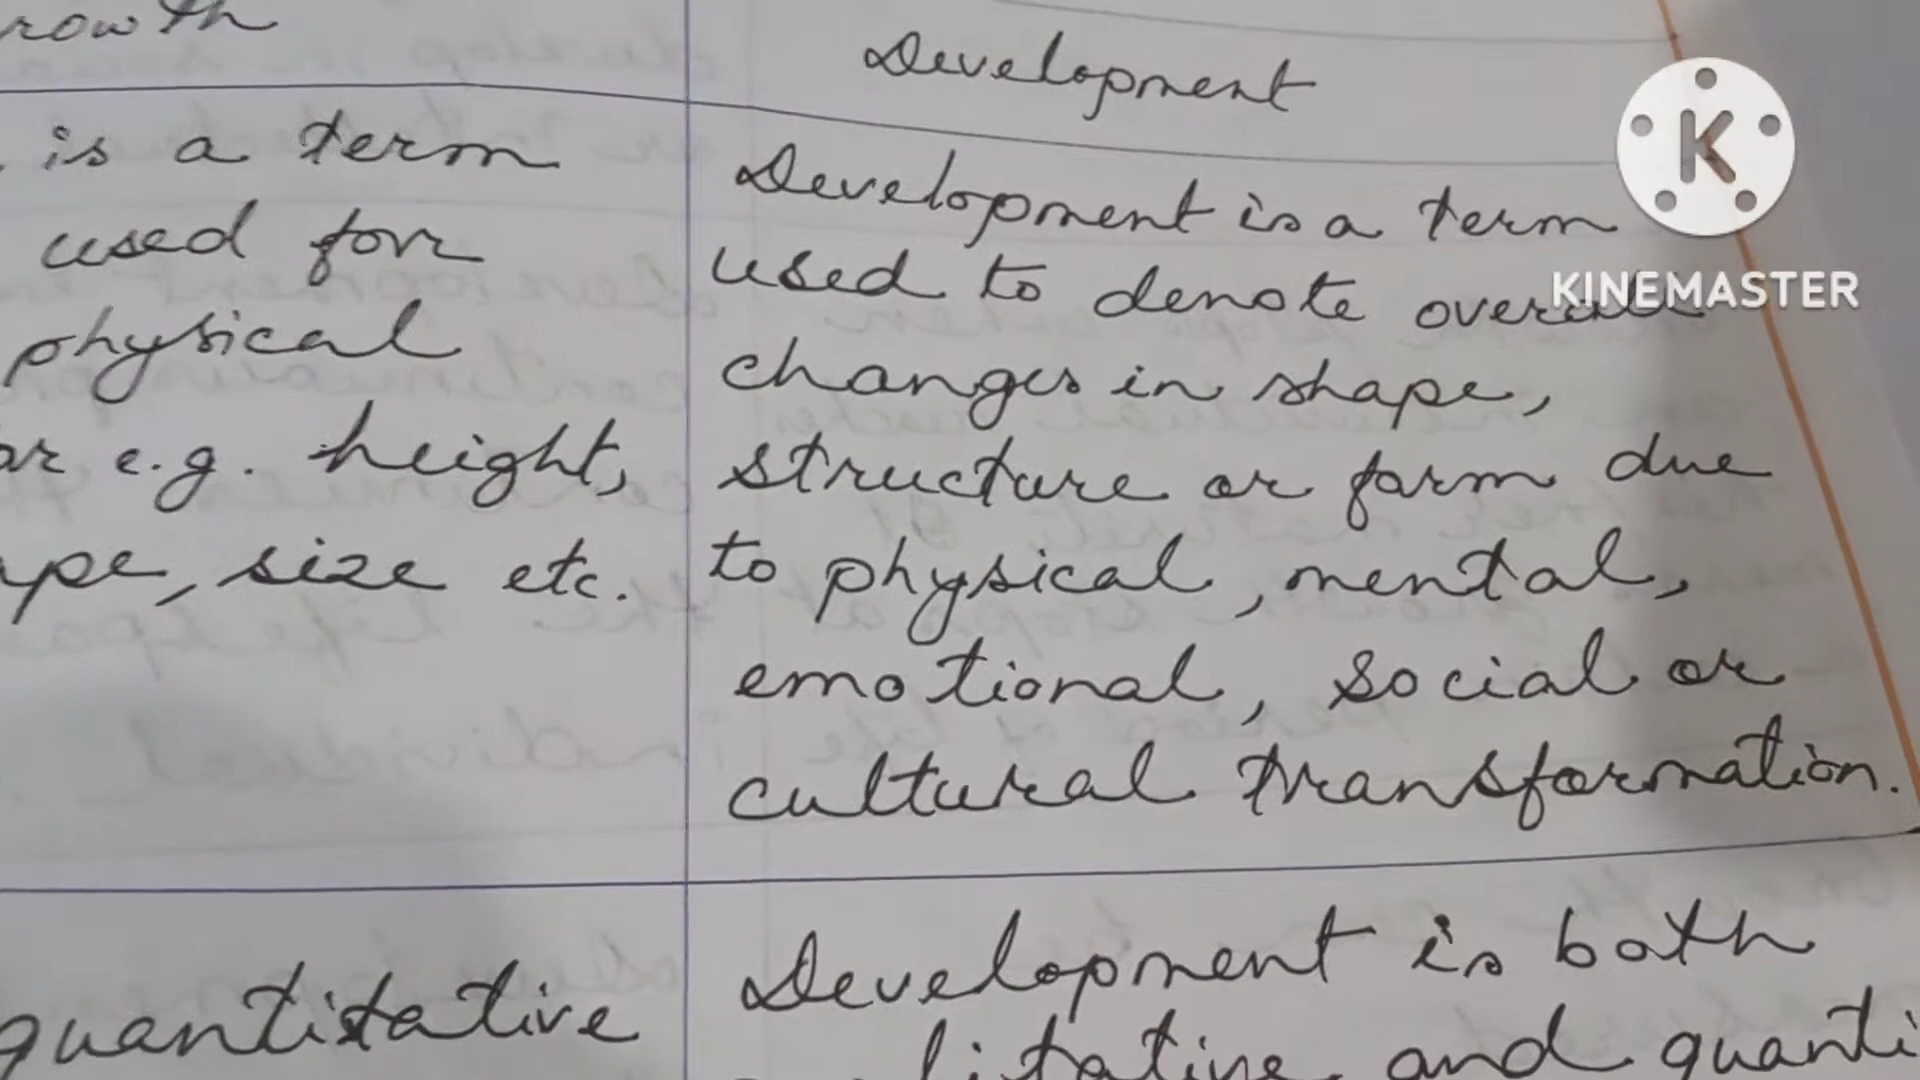 rowth
is a term
used for
physical
e.g. height,
size etc.
quantitative
Development
Development is a term
used to denote overall
changes in shape,
structure or form due
to physical, mental,
emotional, social or
cultural transformation.
Development is both
and
K
KINEMASTER